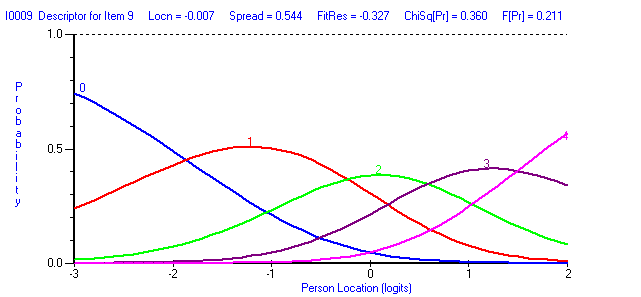 I0009 Descriptor for Item 9 Locn = -0.007 Spread = 0.544 FitRes = -0.327 ChiSq[Pr] = 0.360 F[Pr] = 0.211
1.0
Probability
0
1
2
3
4
0.5
0.0
-3 -2 -1 0 1 2
Person Location (logits)